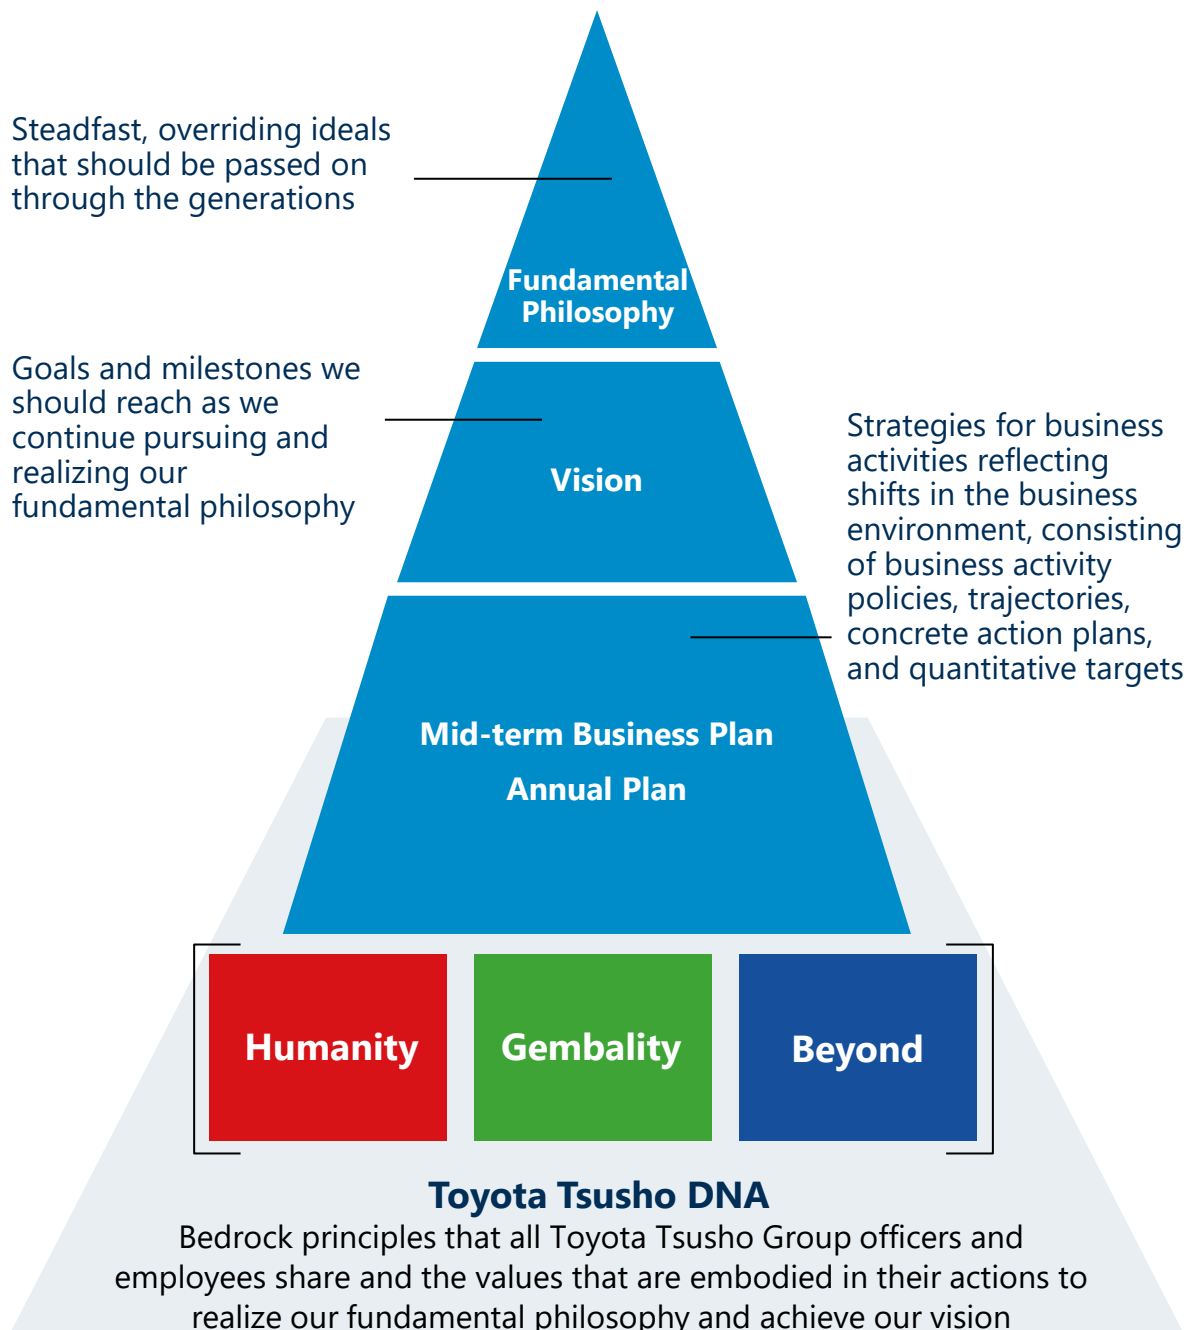 Steadfast, overriding ideals
that should be passed on
through the generations
Fundamental
Philosophy
Goals and milestones we
should reach as we
continue pursuing and
realizing our
fundamental philosophy
Vision
Strategies for business
activities reflecting
shifts in the business
environment, consisting
of business activity
policies, trajectories,
concrete action plans,
and quantitative targets
Mid-term Business Plan
Annual Plan
Humanity
Gembality
Beyond
Toyota Tsusho DNA
Bedrock principles that all Toyota Tsusho Group officers and
employees share and the values that are embodied in their actions to
realize our fundamental philosophy and achieve our vision